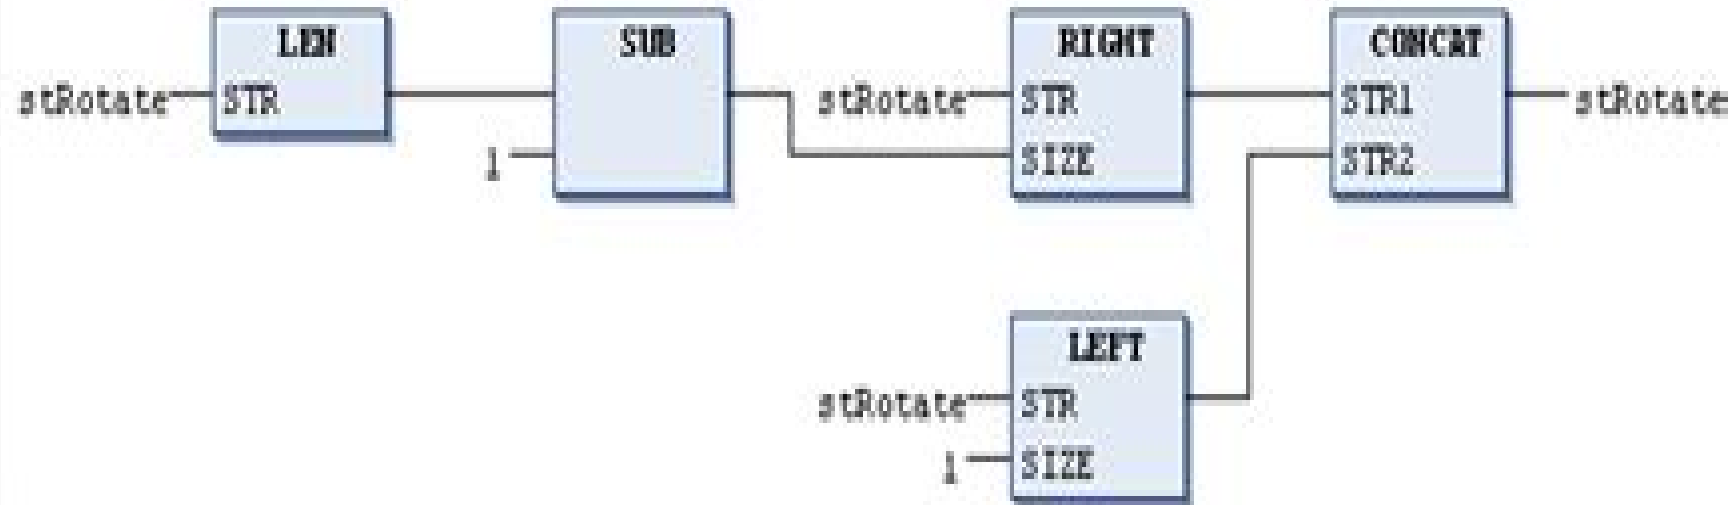 LEN SUB RIGHT CONCAT
stRotate STR stRotate STR STR1 stRotate
1 SIZE STR2
LEFT
stRotate STR
1 SIZE